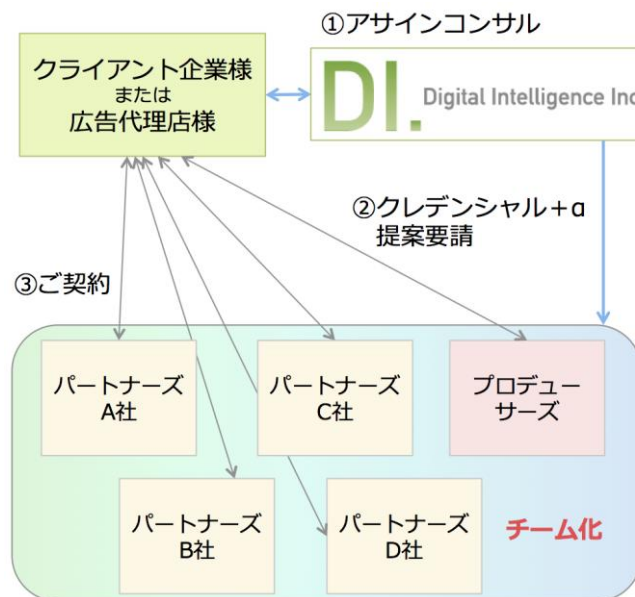 ①アサインコンサル
クライアント企業様
または
広告代理店様
DI.
Digital Intelligence Inc
②クレデンシャル+α
提案要請
③ご契約
パートナーズ
A社
パートナーズ
C社
プロデュー
サーズ
パートナーズ
B社
パートナーズ
D社
チーム化